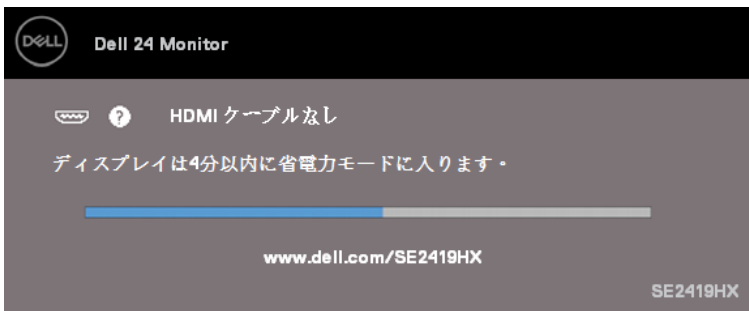 DELL
Dell 24 Monitor
? HDMI ケーブルなし
ディスプレイは4分以内に省電力モードに入ります。
www.dell.com/SE2419HX
SE2419HX